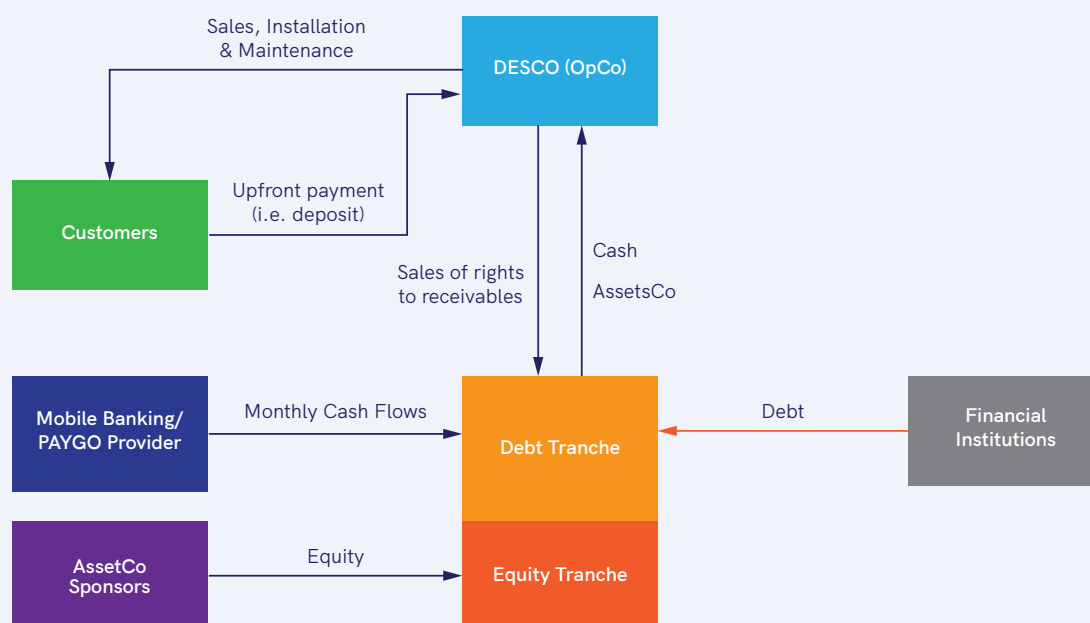 Sales, Installation
& Maintenance
DESCO (OpCo)
Upfront payment
(i.e. deposit)
Customers
Cash
Sales of rights
to receivables
AssetsCo
Mobile Banking/
PAYGO Provider
Monthly Cash Flows
Debt Tranche
Debt
Financial
Institutions
AssetCo
Sponsors
Equity
Equity Tranche